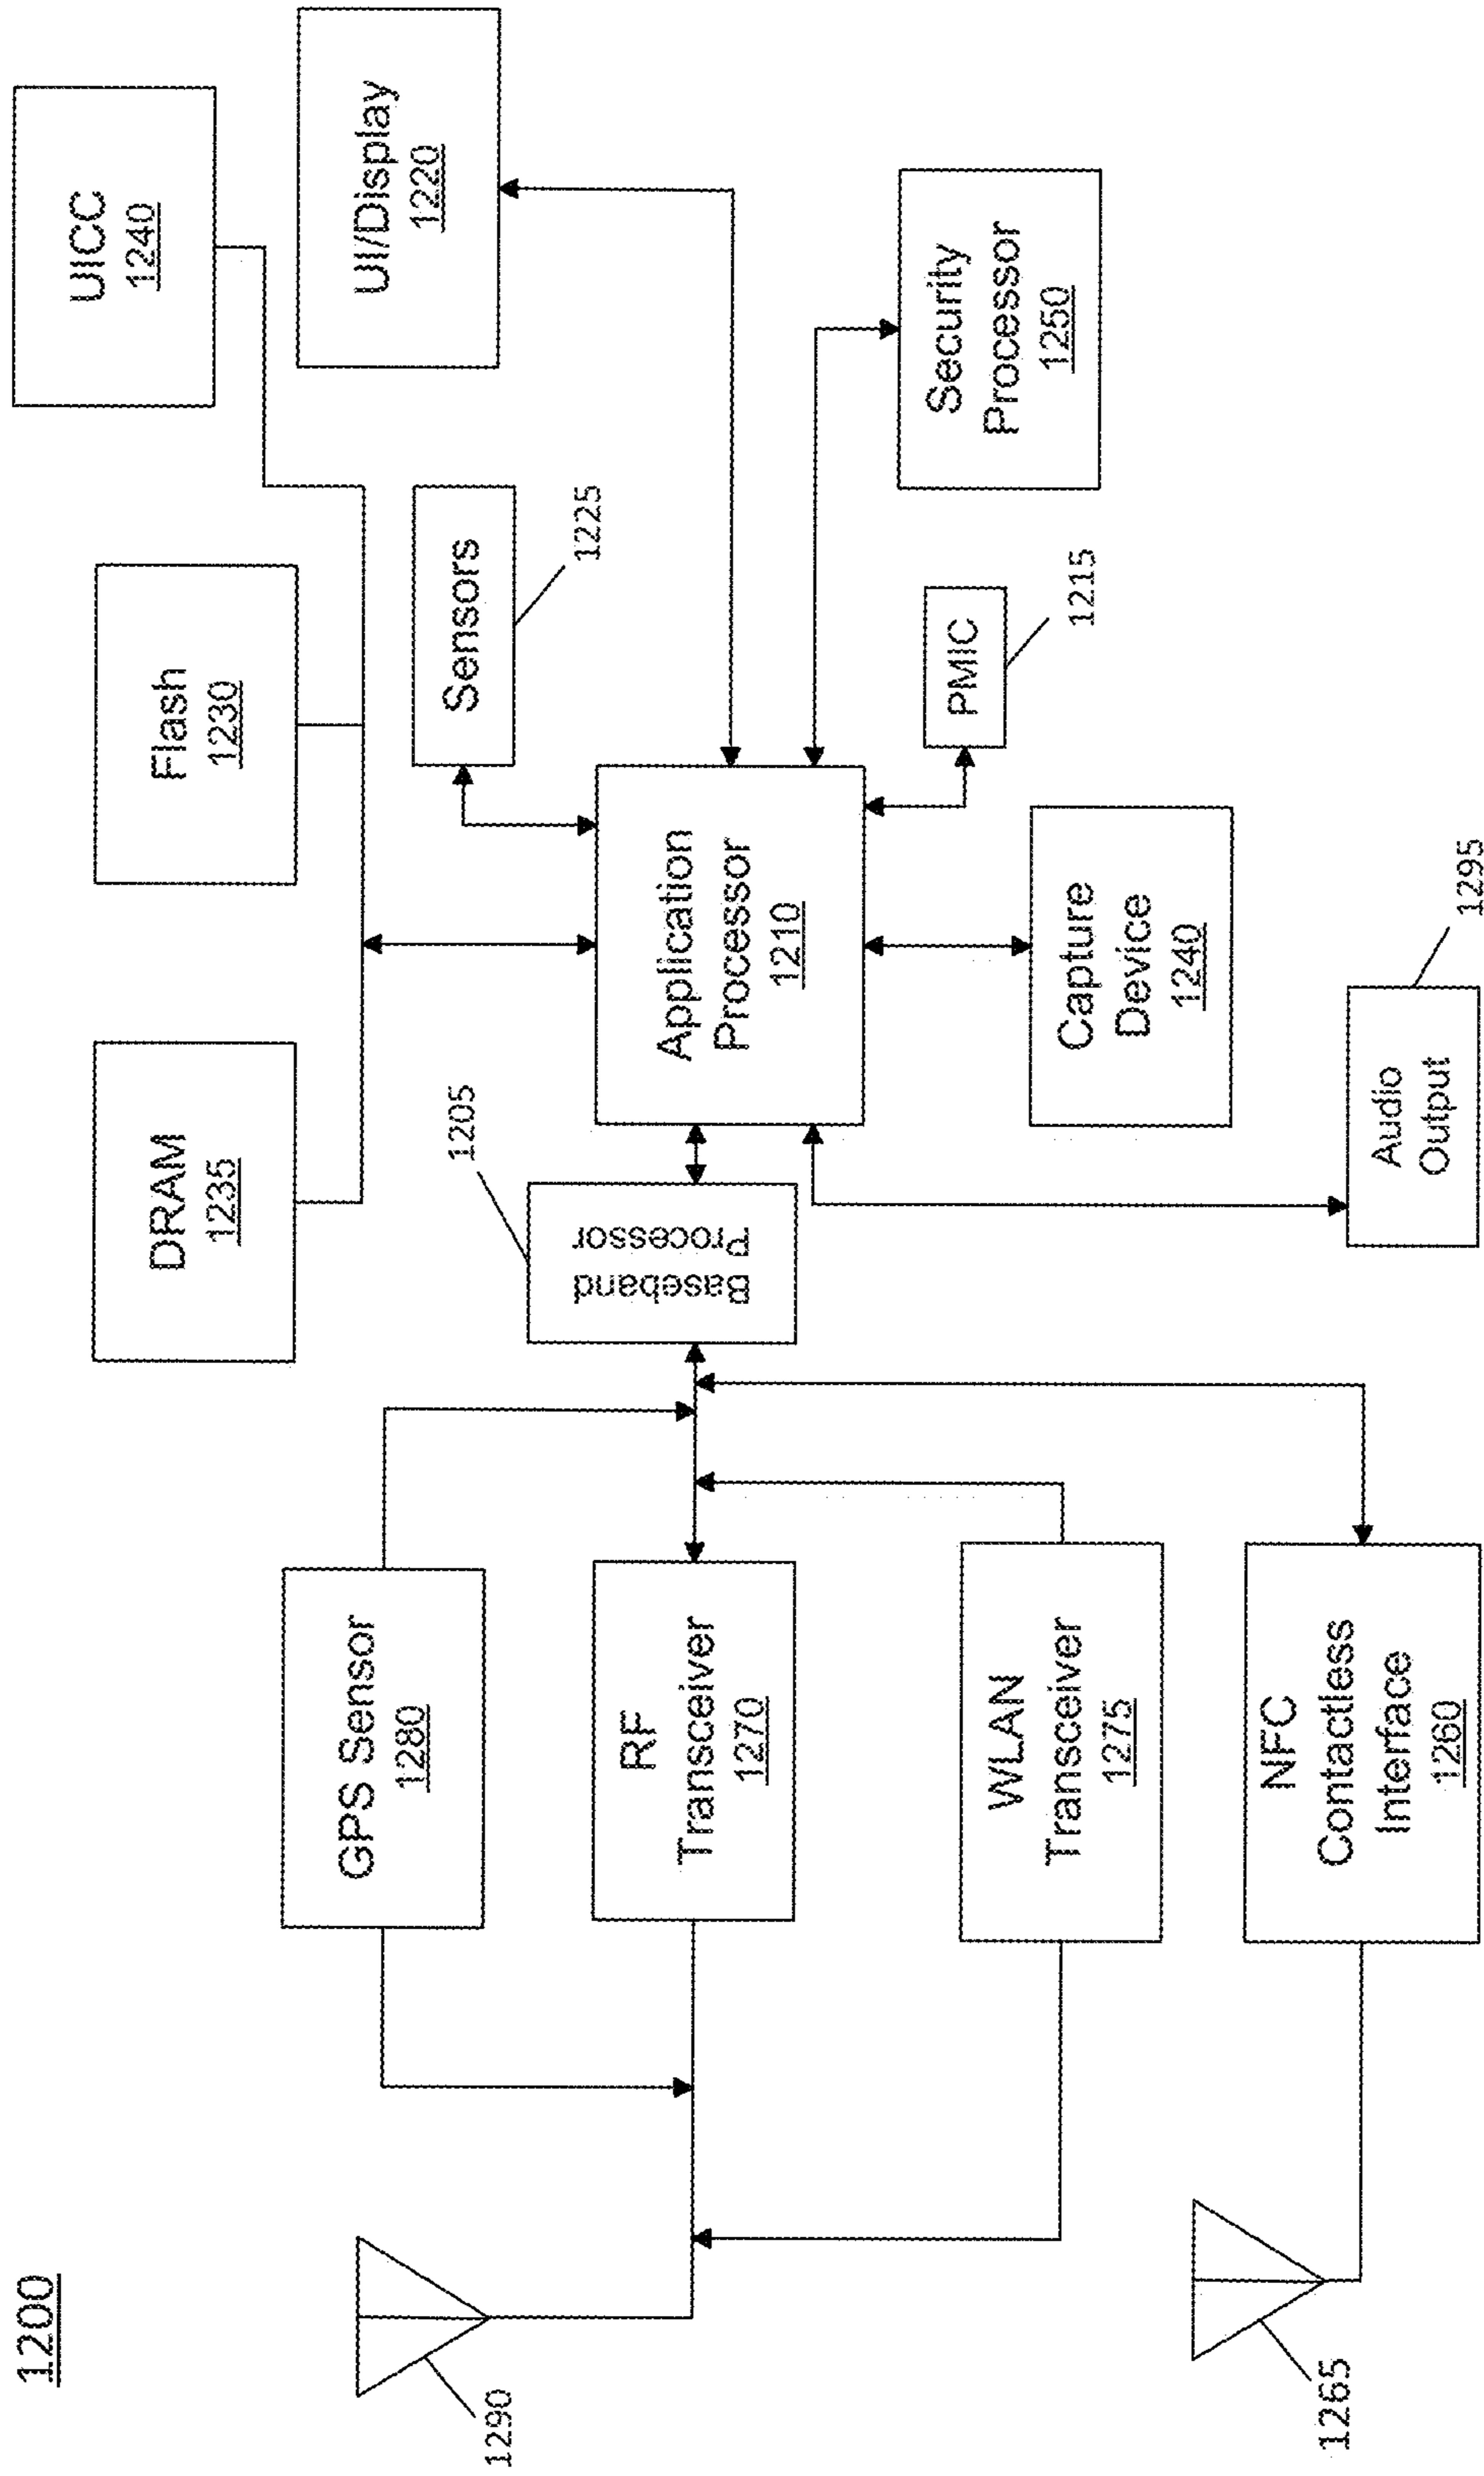 1200
UICC
1240
DRAM
1235
Flash
1230
UI/Display
1220
Sensors
1225
GPS Sensor
1280
1290
RF
Transceiver
1270
1205
Baseband
Processor
Application
Processor
1210
Security
Processor
1250
PMIC
1215
WLAN
Transceiver
1275
Capture
Device
1240
NFC
Contactless
Interface
1260
1265
Audio
Output
1295